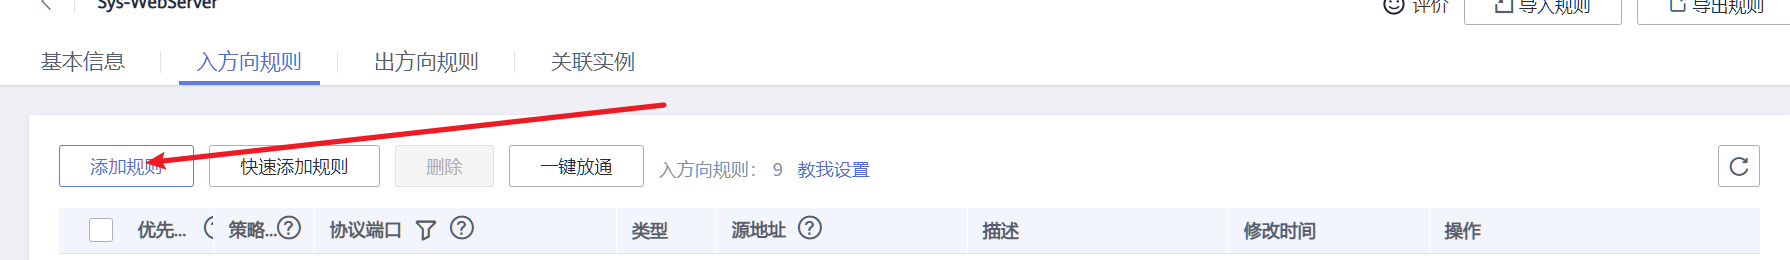 Sys-WebServer
评价 导入规则 导出规则
基本信息 入方向规则 出方向规则 关联实例
添加规则 快速添加规则 删除 一键放通 入方向规则： 9 教我设置
优先... 策略... 协议端口 类型 源地址 描述 修改时间 操作